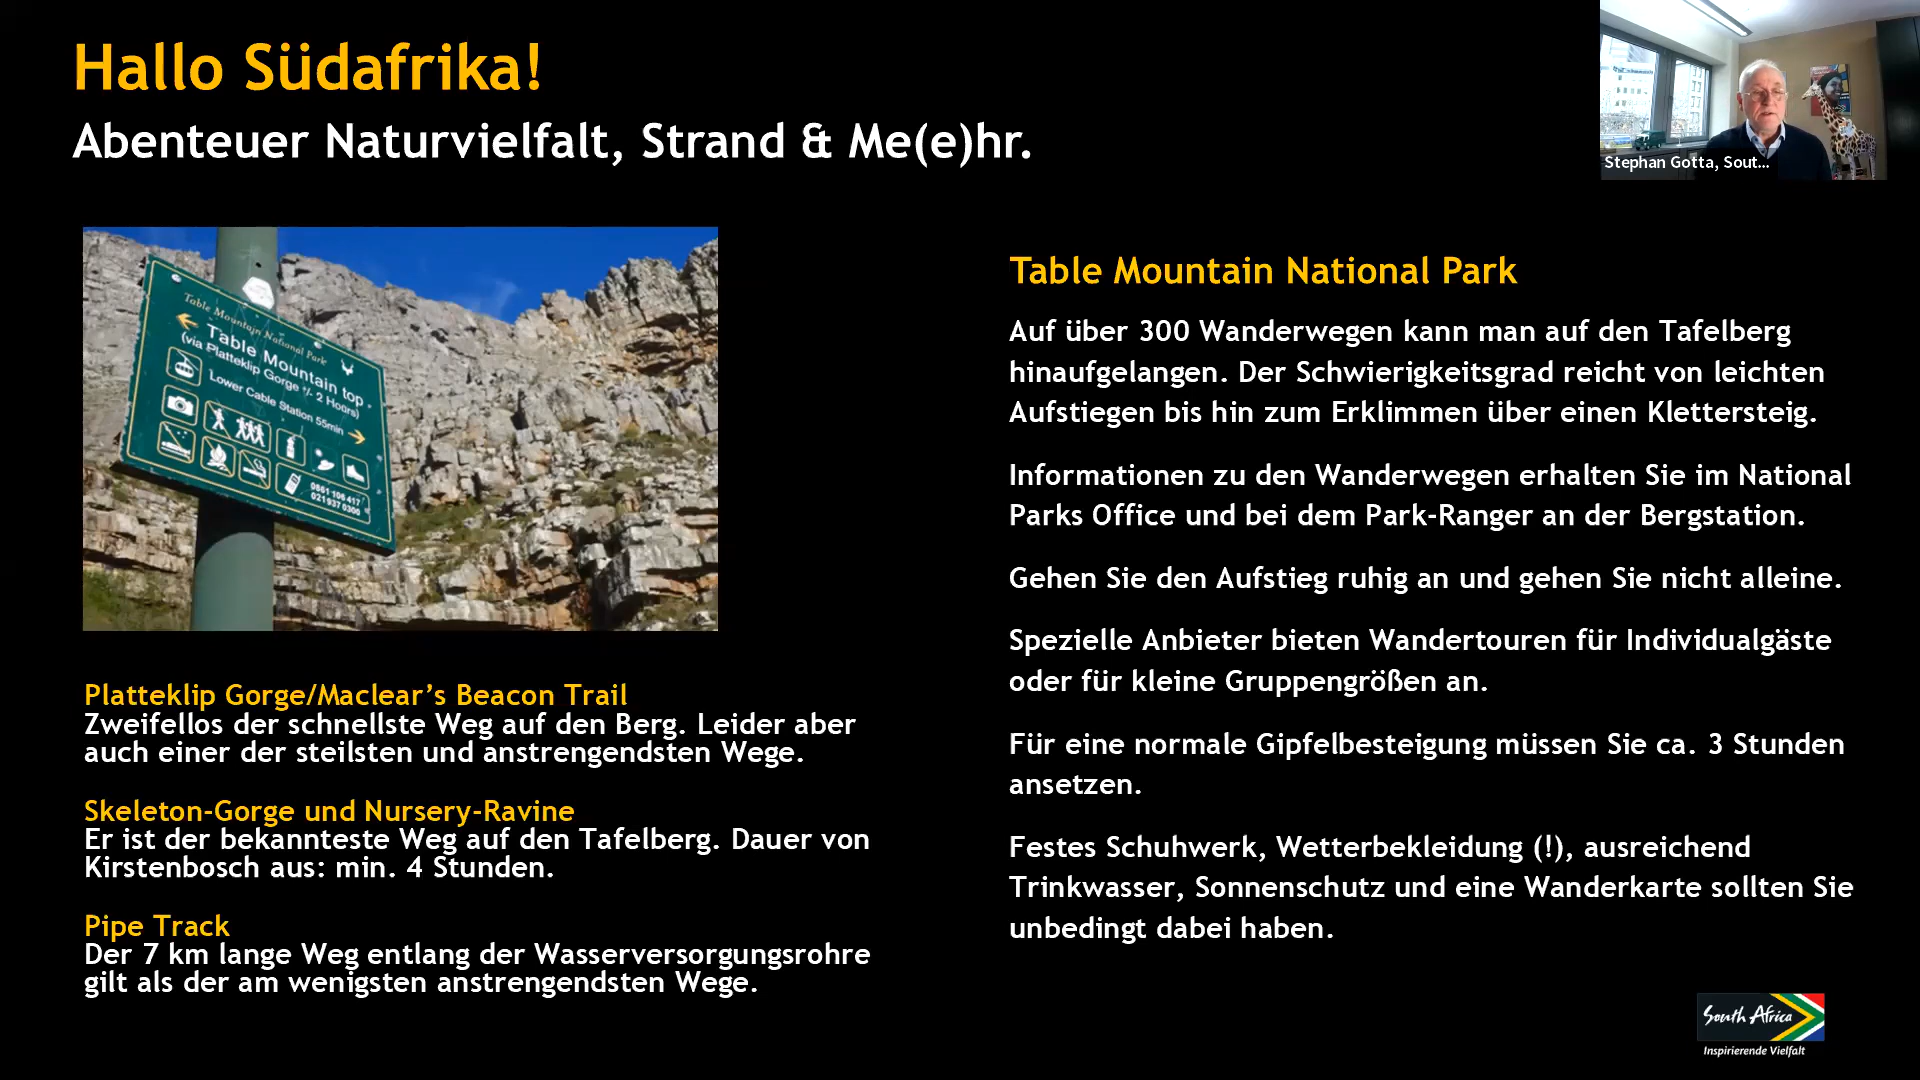 Hallo Südafrika!
Abenteuer Naturvielfalt, Strand & Me(e)hr.
Stephan Gotta, Sout...
Table Mountain National Park
Table Mountain top
(via Platteklip Gorge +/- 2 Hours)
Lower Cable Station 55min
0861 106 417
021 937 0300
Platteklip Gorge/Maclear’s Beacon Trail
Zweifellos der schnellste Weg auf den Berg. Leider aber
auch einer der steilsten und anstrengendsten Wege.
Skeleton-Gorge und Nursery-Ravine
Er ist der bekannteste Weg auf den Tafelberg. Dauer von
Kirstenbosch aus: min. 4 Stunden.
Pipe Track
Der 7 km lange Weg entlang der Wasserversorgungsrohre
gilt als der am wenigsten anstrengendsten Wege.
Table Mountain National Park
Auf über 300 Wanderwegen kann man auf den Tafelberg
hinaufgelangen. Der Schwierigkeitsgrad reicht von leichten
Aufstiegen bis hin zum Erklimmen über einen Klettersteig.
Informationen zu den Wanderwegen erhalten Sie im National
Parks Office und bei dem Park-Ranger an der Bergstation.
Gehen Sie den Aufstieg ruhig an und gehen Sie nicht alleine.
Spezielle Anbieter bieten Wandertouren für Individualgäste
oder für kleine Gruppengrößen an.
Für eine normale Gipfelbesteigung müssen Sie ca. 3 Stunden
ansetzen.
Festes Schuhwerk, Wetterbekleidung (!), ausreichend
Trinkwasser, Sonnenschutz und eine Wanderkarte sollten Sie
unbedingt dabei haben.
South Africa
Inspirierende Vielfalt